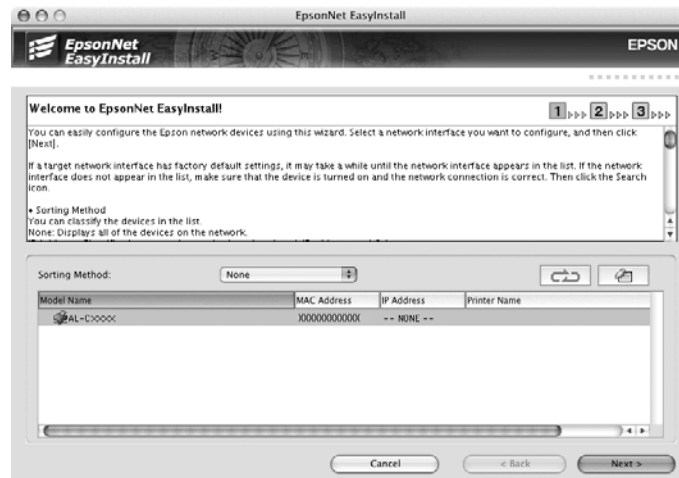 EpsonNet EasyInstall
EpsonNet
EasyInstall
EPSON
Welcome to EpsonNet EasyInstall!
1 2 3
You can easily configure the Epson network devices using this wizard. Select a network interface you want to configure, and then click
[Next].
If a target network interface has factory default settings, it may take a while until the network interface appears in the list. If the network
interface does not appear in the list, make sure that the device is turned on and the network connection is correct. Then click the Search
icon.
• Sorting Method
You can classify the devices in the list.
None: Displays all of the devices on the network.
Sorting Method: None
Model Name MAC Address IP Address Printer Name
AL-CXXXX XXXXXXXXXXXX -- NONE --
Cancel < Back Next >